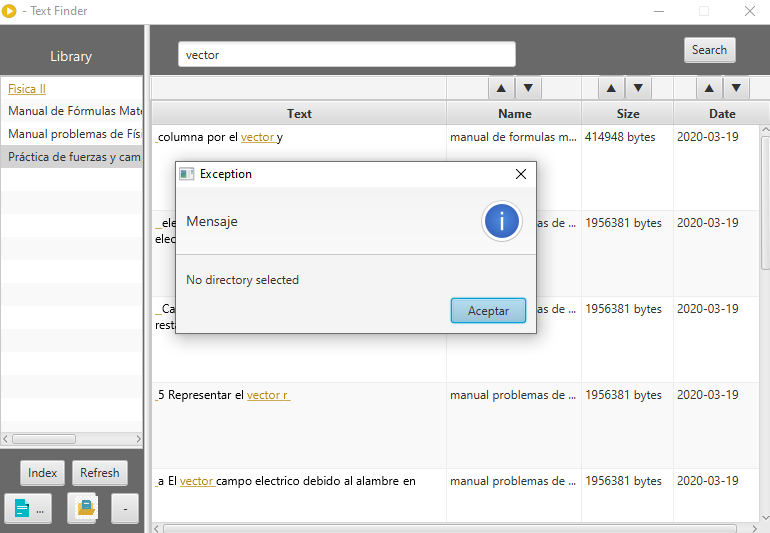 - Text Finder
Library
vector
Search
Física II
Manual de Fórmulas Mate
Manual problemas de Físi
Práctica de fuerzas y cam
Text Name Size Date
_columna por el vector y manual de formulas m... 414948 bytes 2020-03-19
_ele as de ... 1956381 bytes 2020-03-19
elec
_Ca as de ... 1956381 bytes 2020-03-19
resta
_5 Representar el vector r manual problemas de ... 1956381 bytes 2020-03-19
_a El vector campo electrico debido al alambre en manual problemas de ... 1956381 bytes 2020-03-19
Exception
Mensaje
No directory selected
Aceptar
Index Refresh
... -